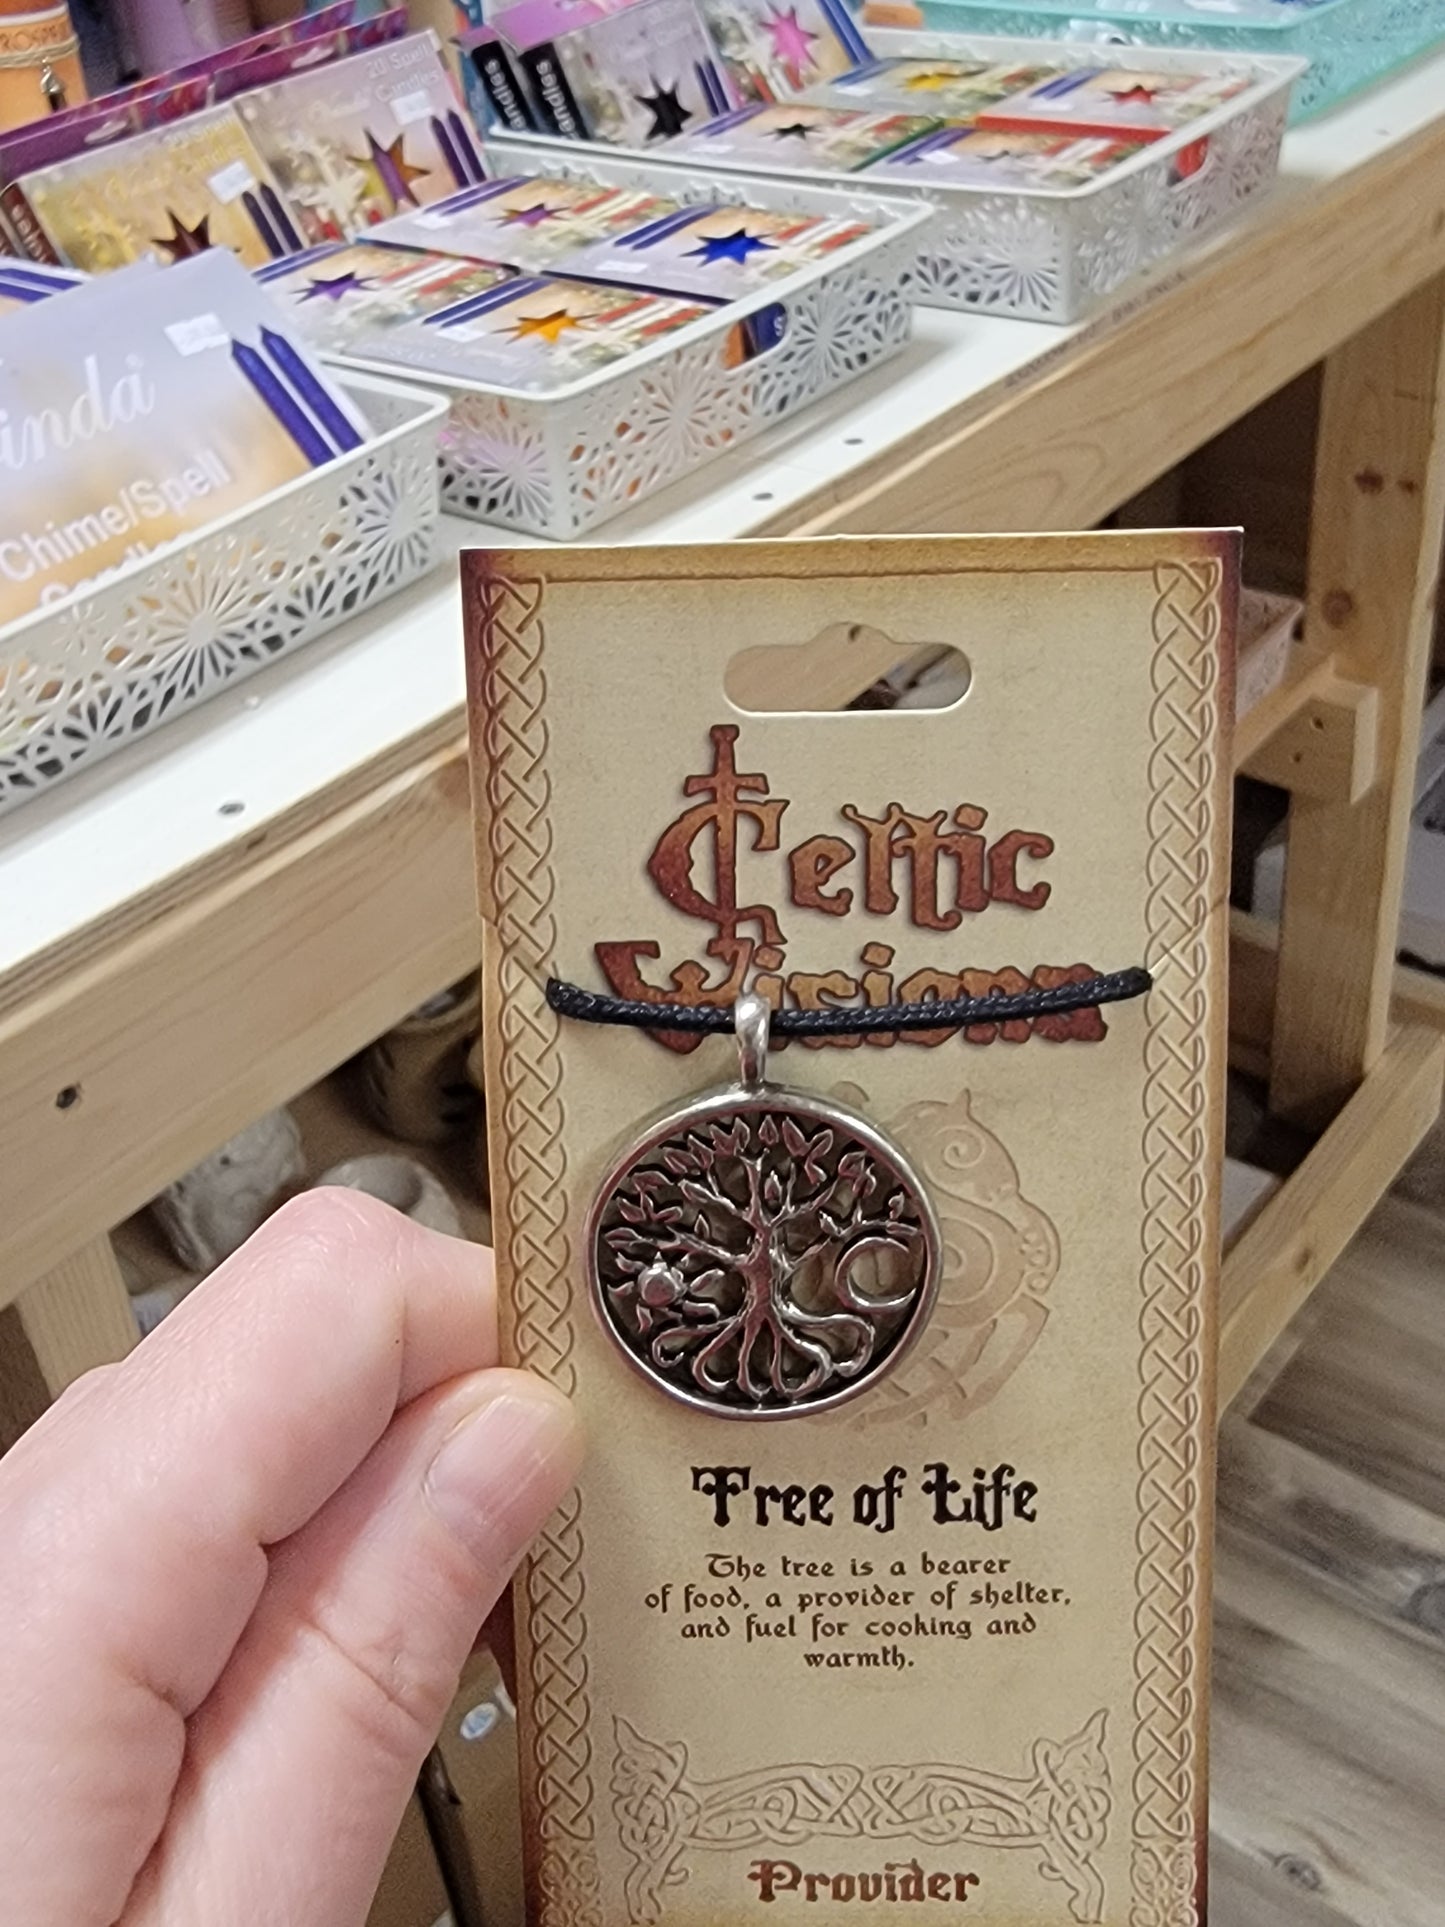 20 Spell
Candles
Chime/Spell
Celtic
Visions
Tree of Life
The tree is a bearer
of food, a provider of shelter,
and fuel for cooking and
warmth.
Provider